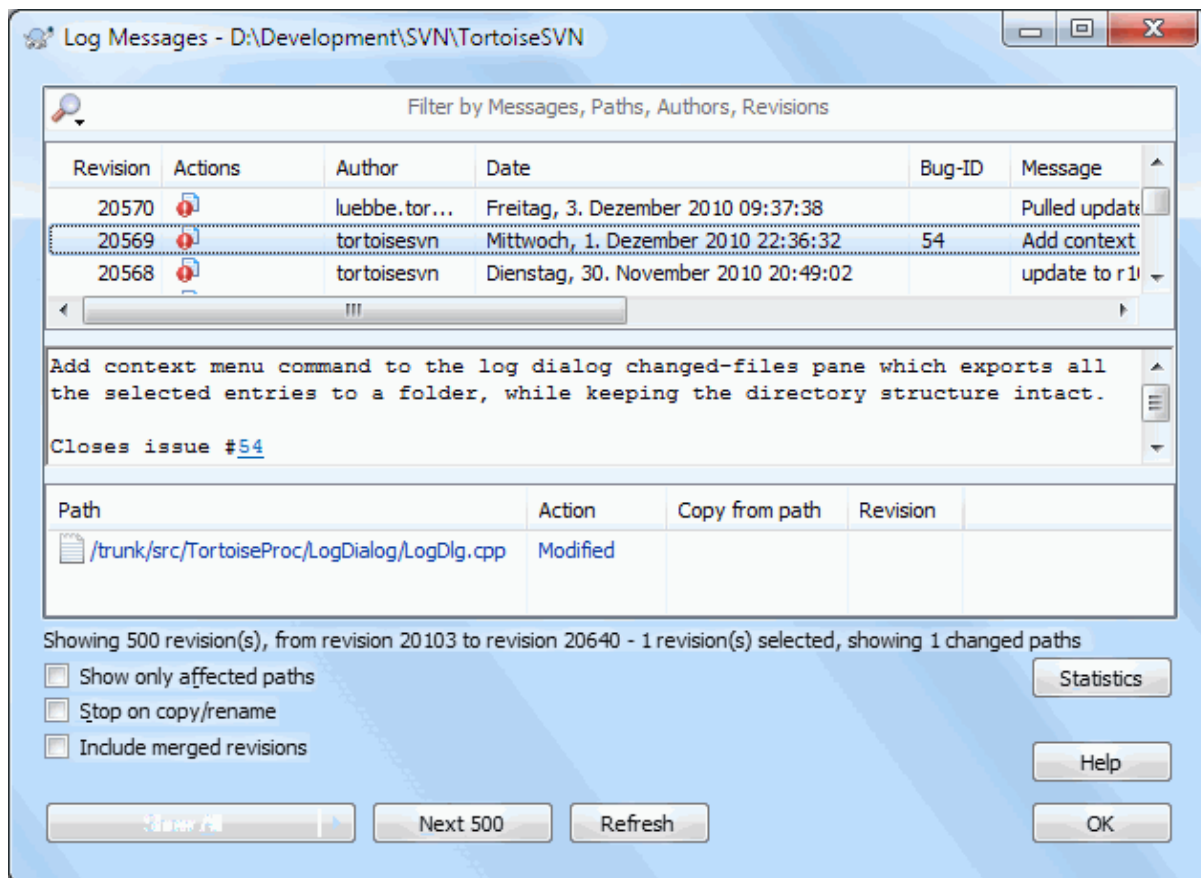 Log Messages - D:\Development\SVN\TortoiseSVN
Filter by Messages, Paths, Authors, Revisions
Revision Actions Author Date Bug-ID Message
20570 luebbe.tor... Freitag, 3. Dezember 2010 09:37:38 Pulled update
20569 tortoisesvn Mittwoch, 1. Dezember 2010 22:36:32 54 Add context
20568 tortoisesvn Dienstag, 30. November 2010 20:49:02 update to
Add context menu command to the log dialog changed-files pane which exports all
the selected entries to a folder, while keeping the directory structure intact.
Closes issue #54
Path Action Copy from path Revision
/trunk/src/TortoiseProc/LogDialog/LogDlg.cpp Modified
Showing 500 revision(s), from revision 20103 to revision 20640 - 1 revision(s) selected, showing 1 changed paths
Show only affected paths
Statistics
Stop on copy/rename
Include merged revisions
Help
Show All
Next 500
Refresh
OK